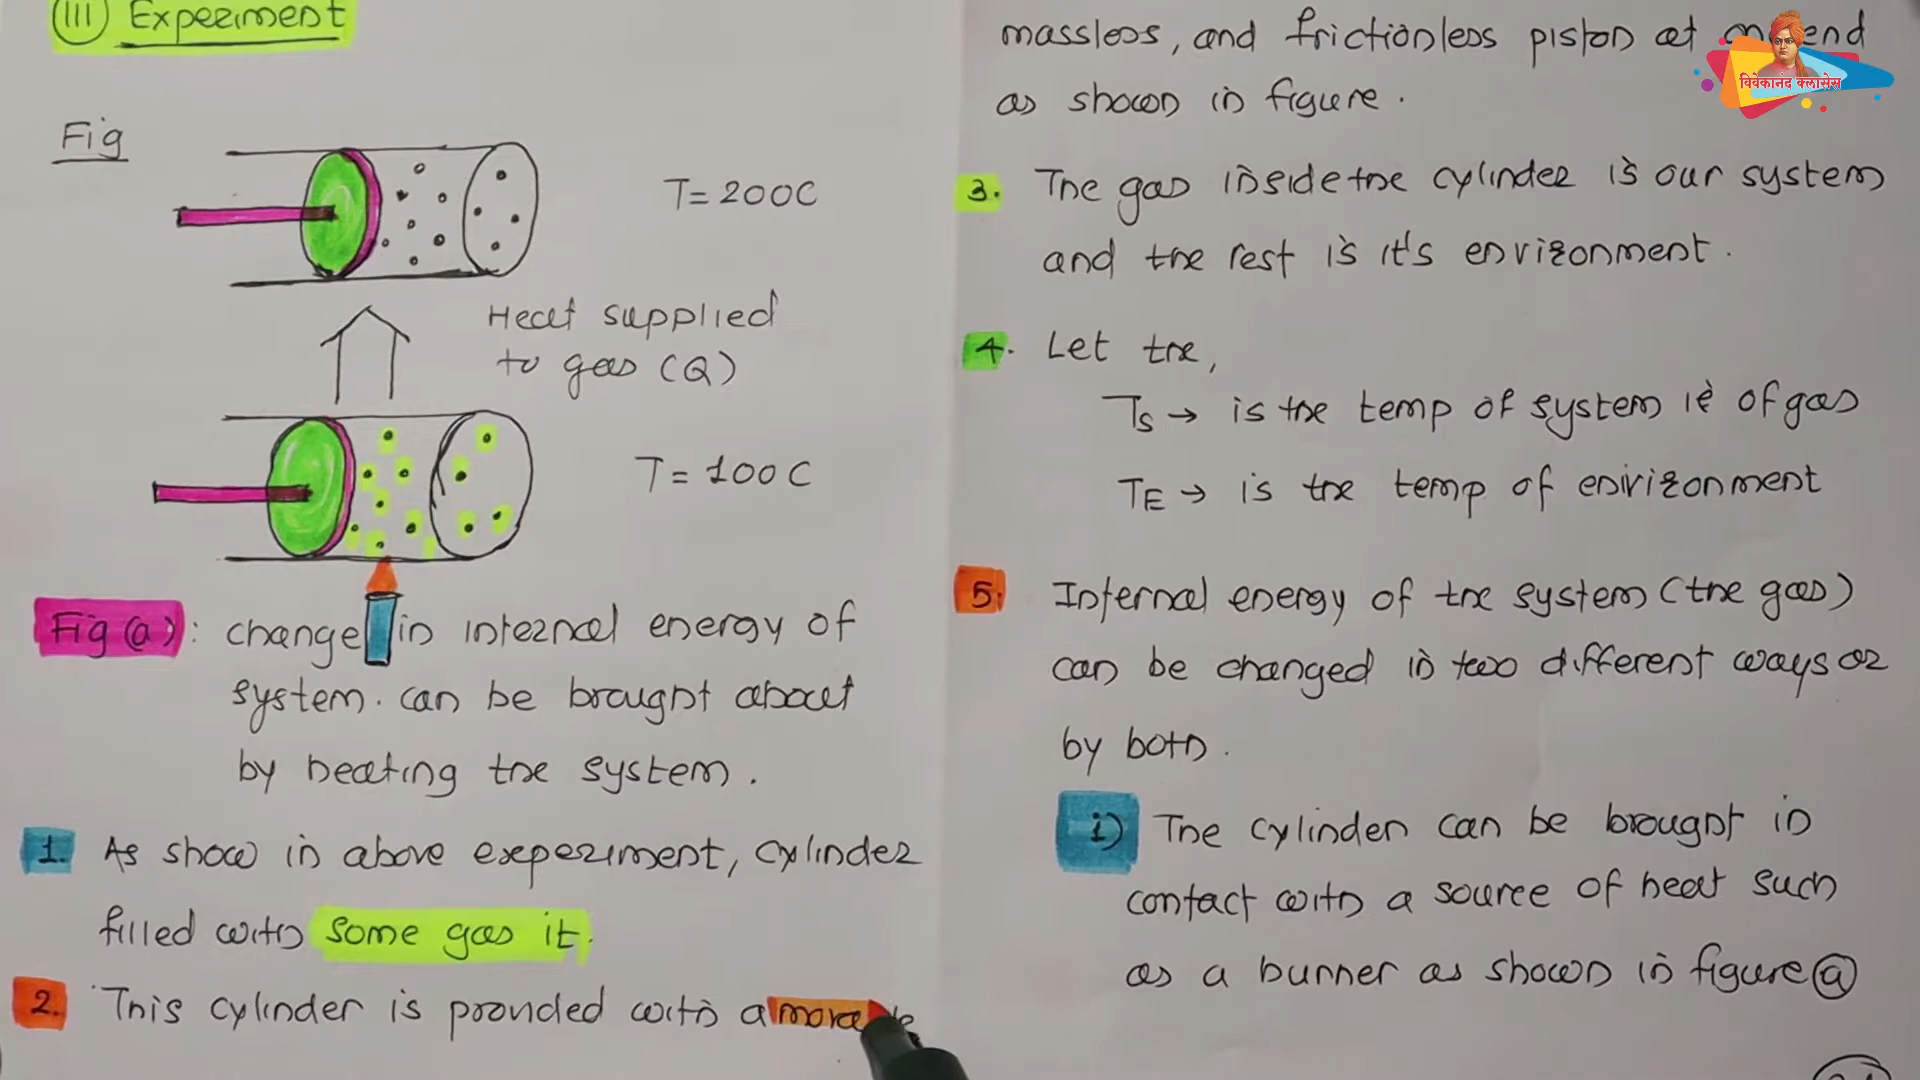 III Experiment
Fig
T = 200C
Heat supplied
to gas (Q)
T = 100C
Fig (a): change in internal energy of
system. can be brought about
by heating the system.
1. As show in above experiment, cylinder
filled with some gas it.
2. This cylinder is provided with a
massless, and frictionless piston at end
as shown in figure.
3. The gas inside the cylinder is our system
and the rest is it's environment.
4. Let the,
Ts → is the temp of system ie of gas
TE → is the temp of environment
5. Internal energy of the system (the gas)
can be changed in two different ways or
by both.
i) The cylinder can be brought in
contact with a source of heat such
as a burner as shown in figure (a)
विवेकानंद क्लासेस